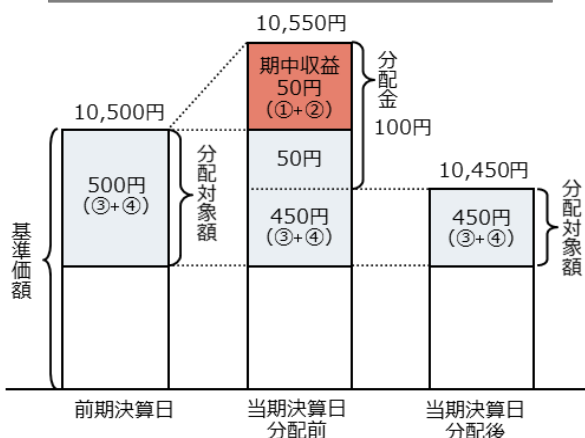 10,550円
期中収益
50円
(①+②)
分配金
100円
10,500円
500円
(③+④)
分配対象額
50円
450円
(③+④)
10,450円
450円
(③+④)
分配対象額
基準価額
前期決算日
当期決算日
分配前
当期決算日
分配後